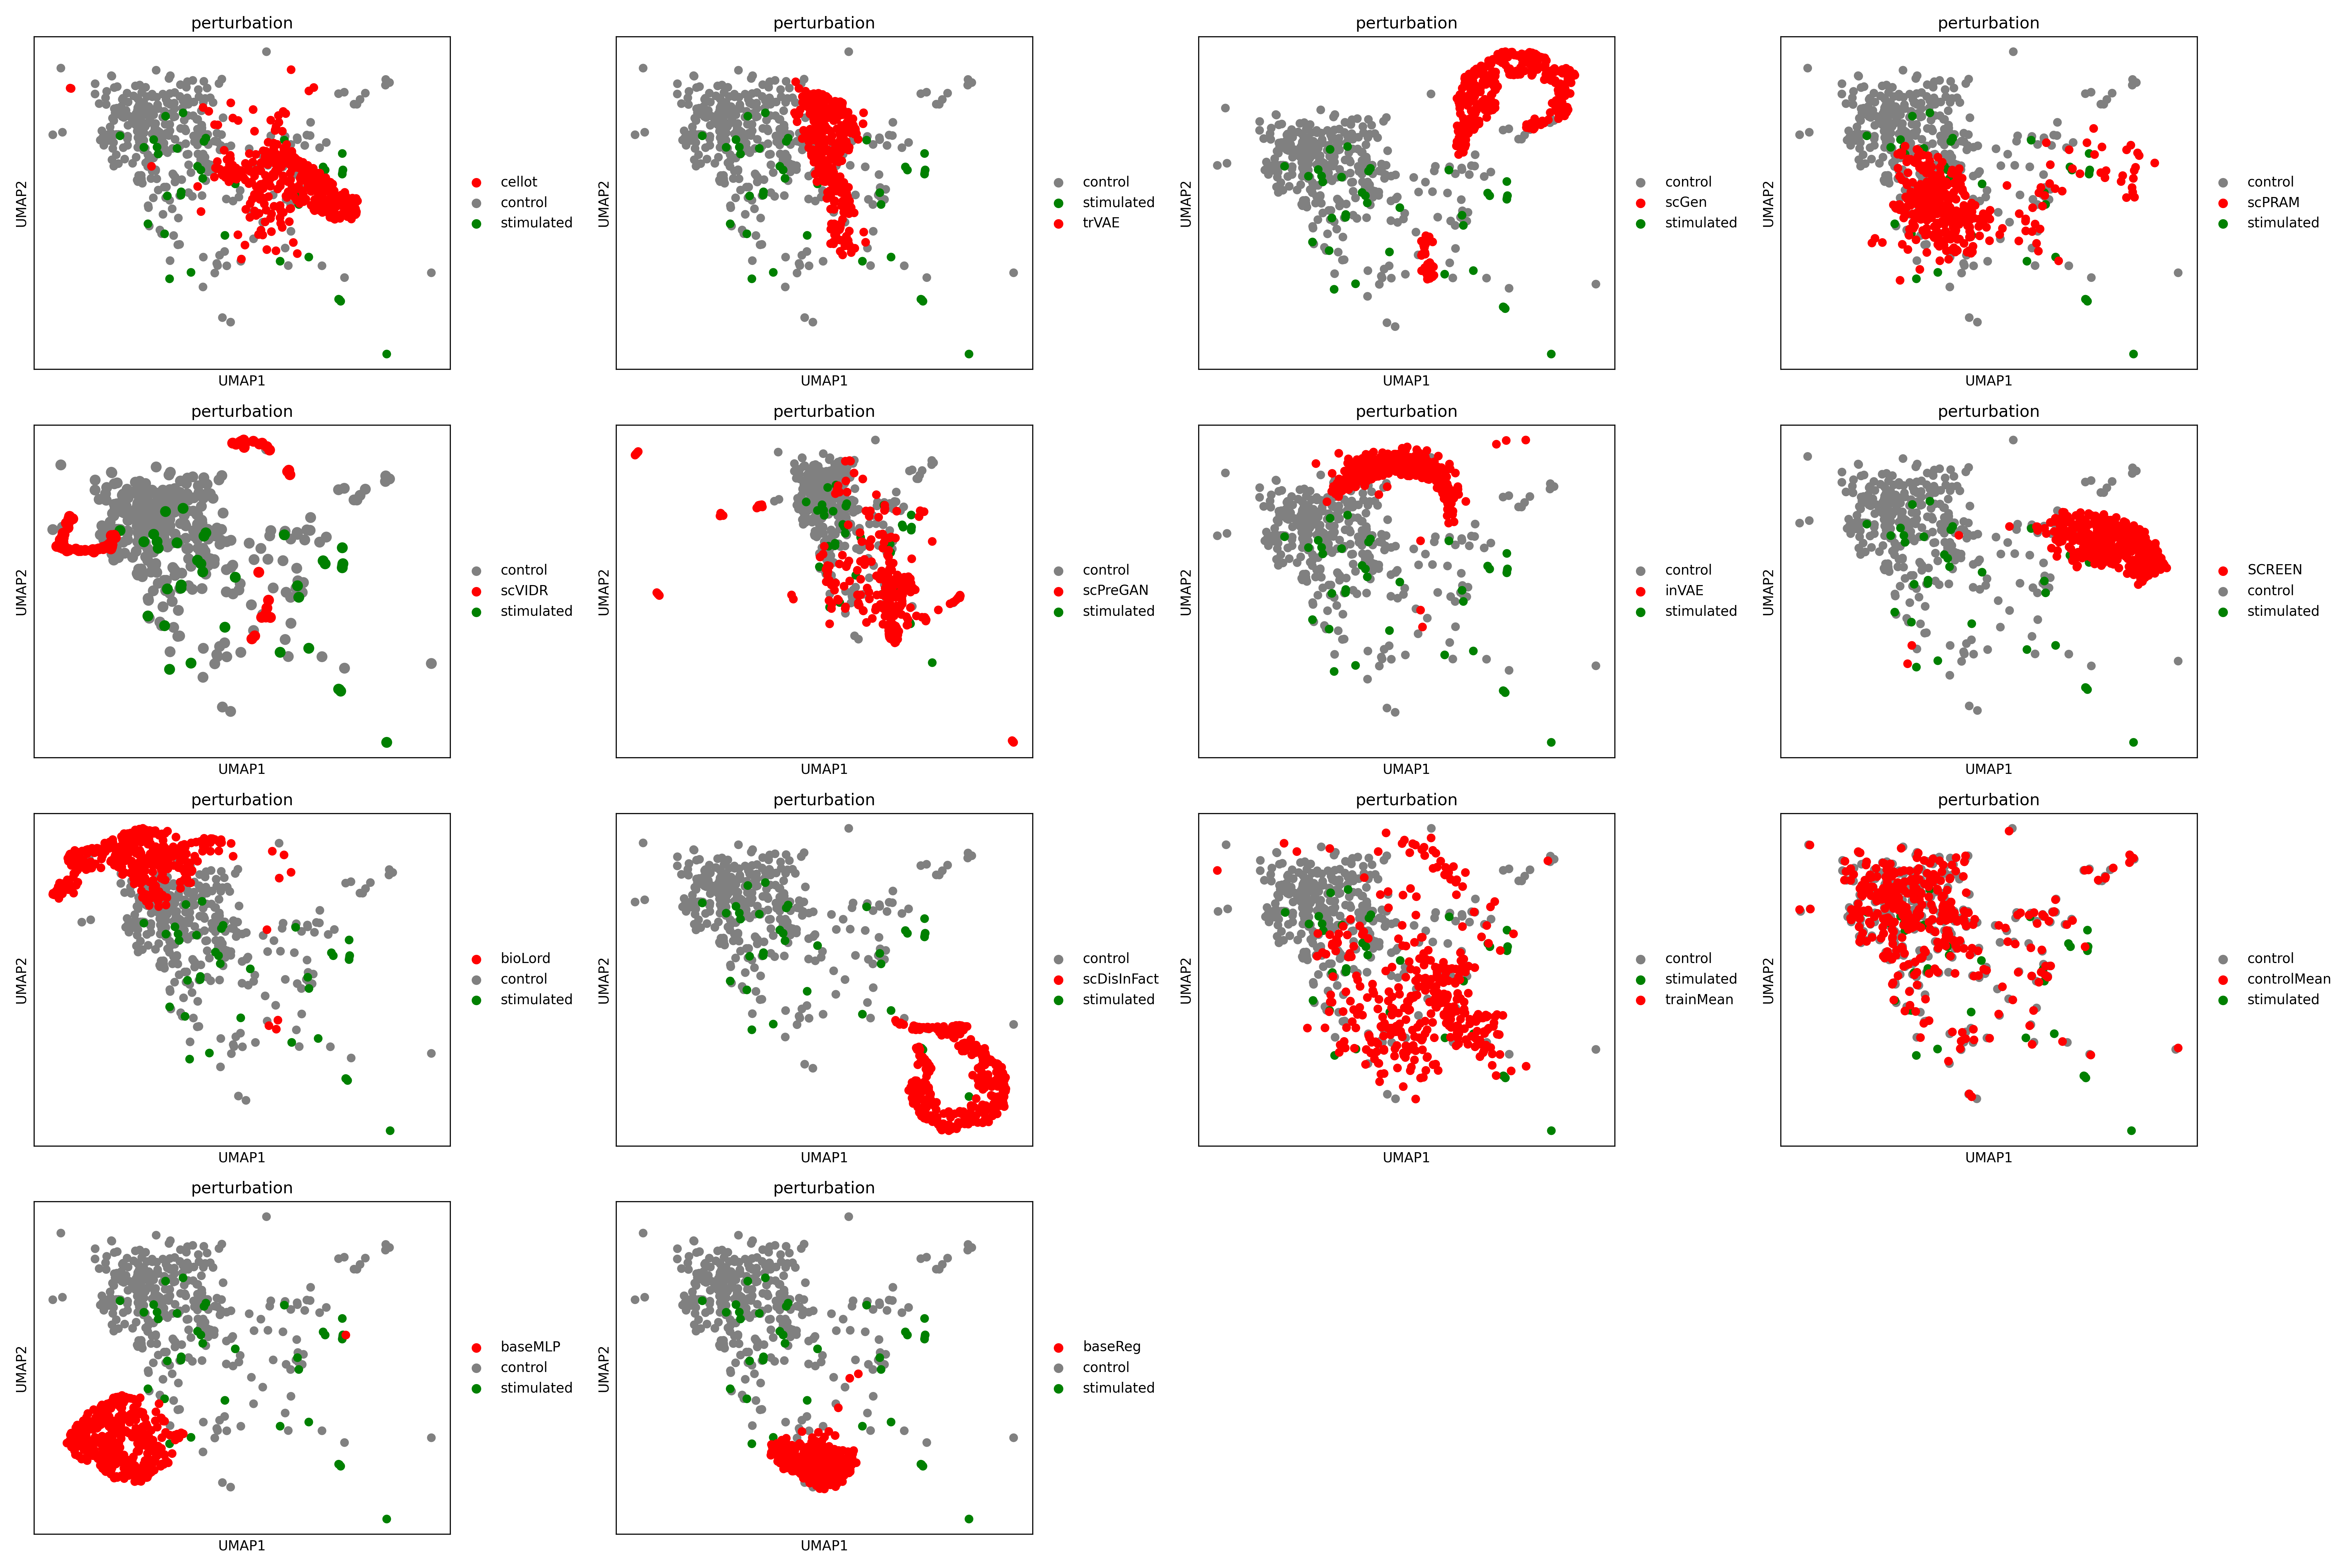 perturbation
UMAP2
UMAP1
cellot
control
stimulated
perturbation
UMAP2
UMAP1
control
stimulated
trVAE
perturbation
UMAP2
UMAP1
control
scGen
stimulated
perturbation
UMAP2
UMAP1
control
scPRAM
stimulated
perturbation
UMAP2
UMAP1
control
scVIDR
stimulated
perturbation
UMAP2
UMAP1
control
scPreGAN
stimulated
perturbation
UMAP2
UMAP1
control
inVAE
stimulated
perturbation
UMAP2
UMAP1
SCREEN
control
stimulated
perturbation
UMAP2
UMAP1
bioLord
control
stimulated
perturbation
UMAP2
UMAP1
control
scDisInFact
stimulated
perturbation
UMAP2
UMAP1
control
stimulated
trainMean
perturbation
UMAP2
UMAP1
control
controlMean
stimulated
perturbation
UMAP2
UMAP1
baseMLP
control
stimulated
perturbation
UMAP2
UMAP1
baseReg
control
stimulated